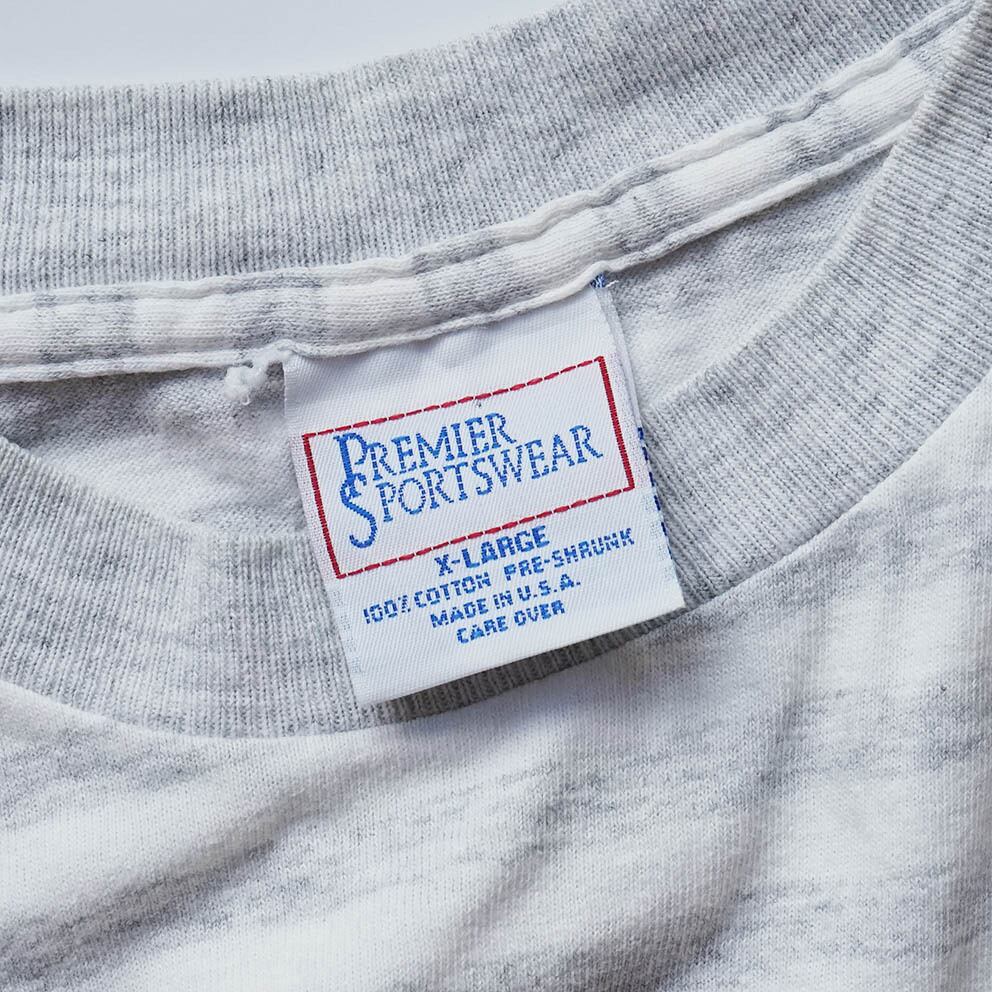 PREMIER
SPORTSWEAR
X-LARGE
100% COTTON PRE-SHRUNK
MADE IN U.S.A.
CARE OVER